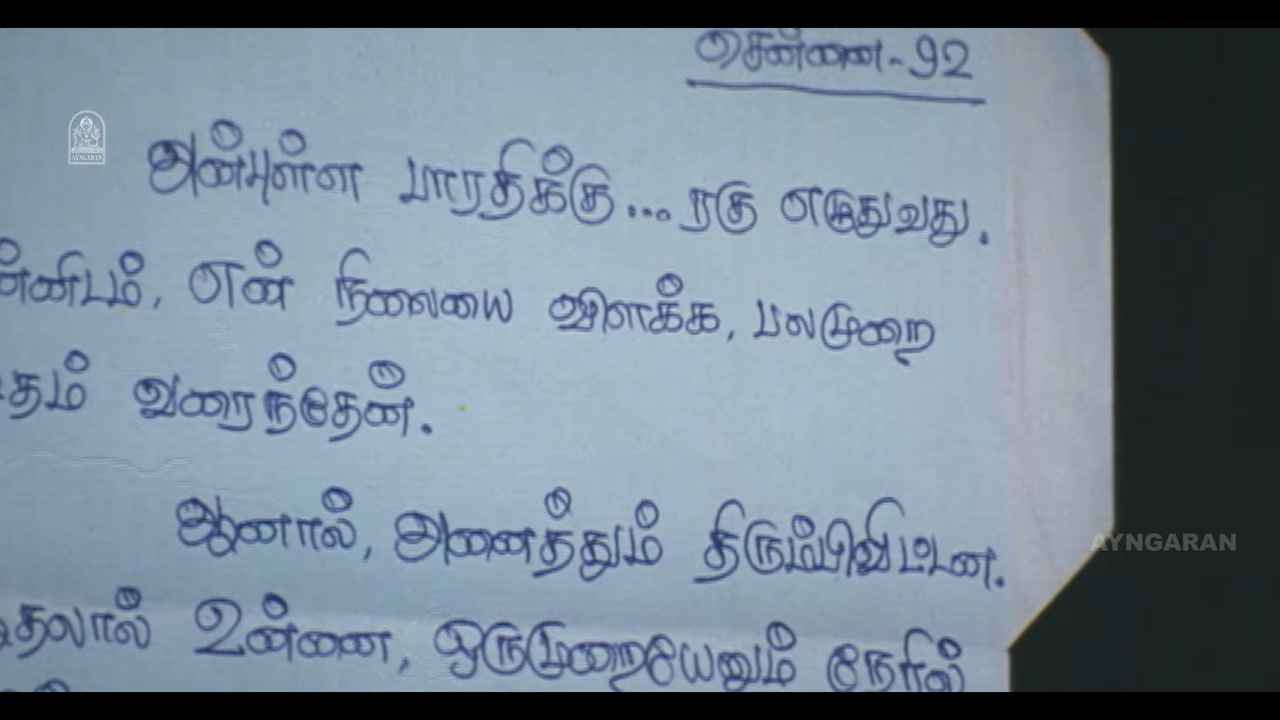 சென்னை-92
அன்புள்ள பாரதிக்கு... ரகு எழுதுவது.
ன்னிடம், என் நிலையை விளக்க, பலமுறை
தம் வரைந்தேன்.
ஆனால், அனைத்தும் திரும்பிவிட்டன.
தலால் உன்னை, ஒருமுறையேனும் நேரில்
AYNGARAN
AYNGARAN